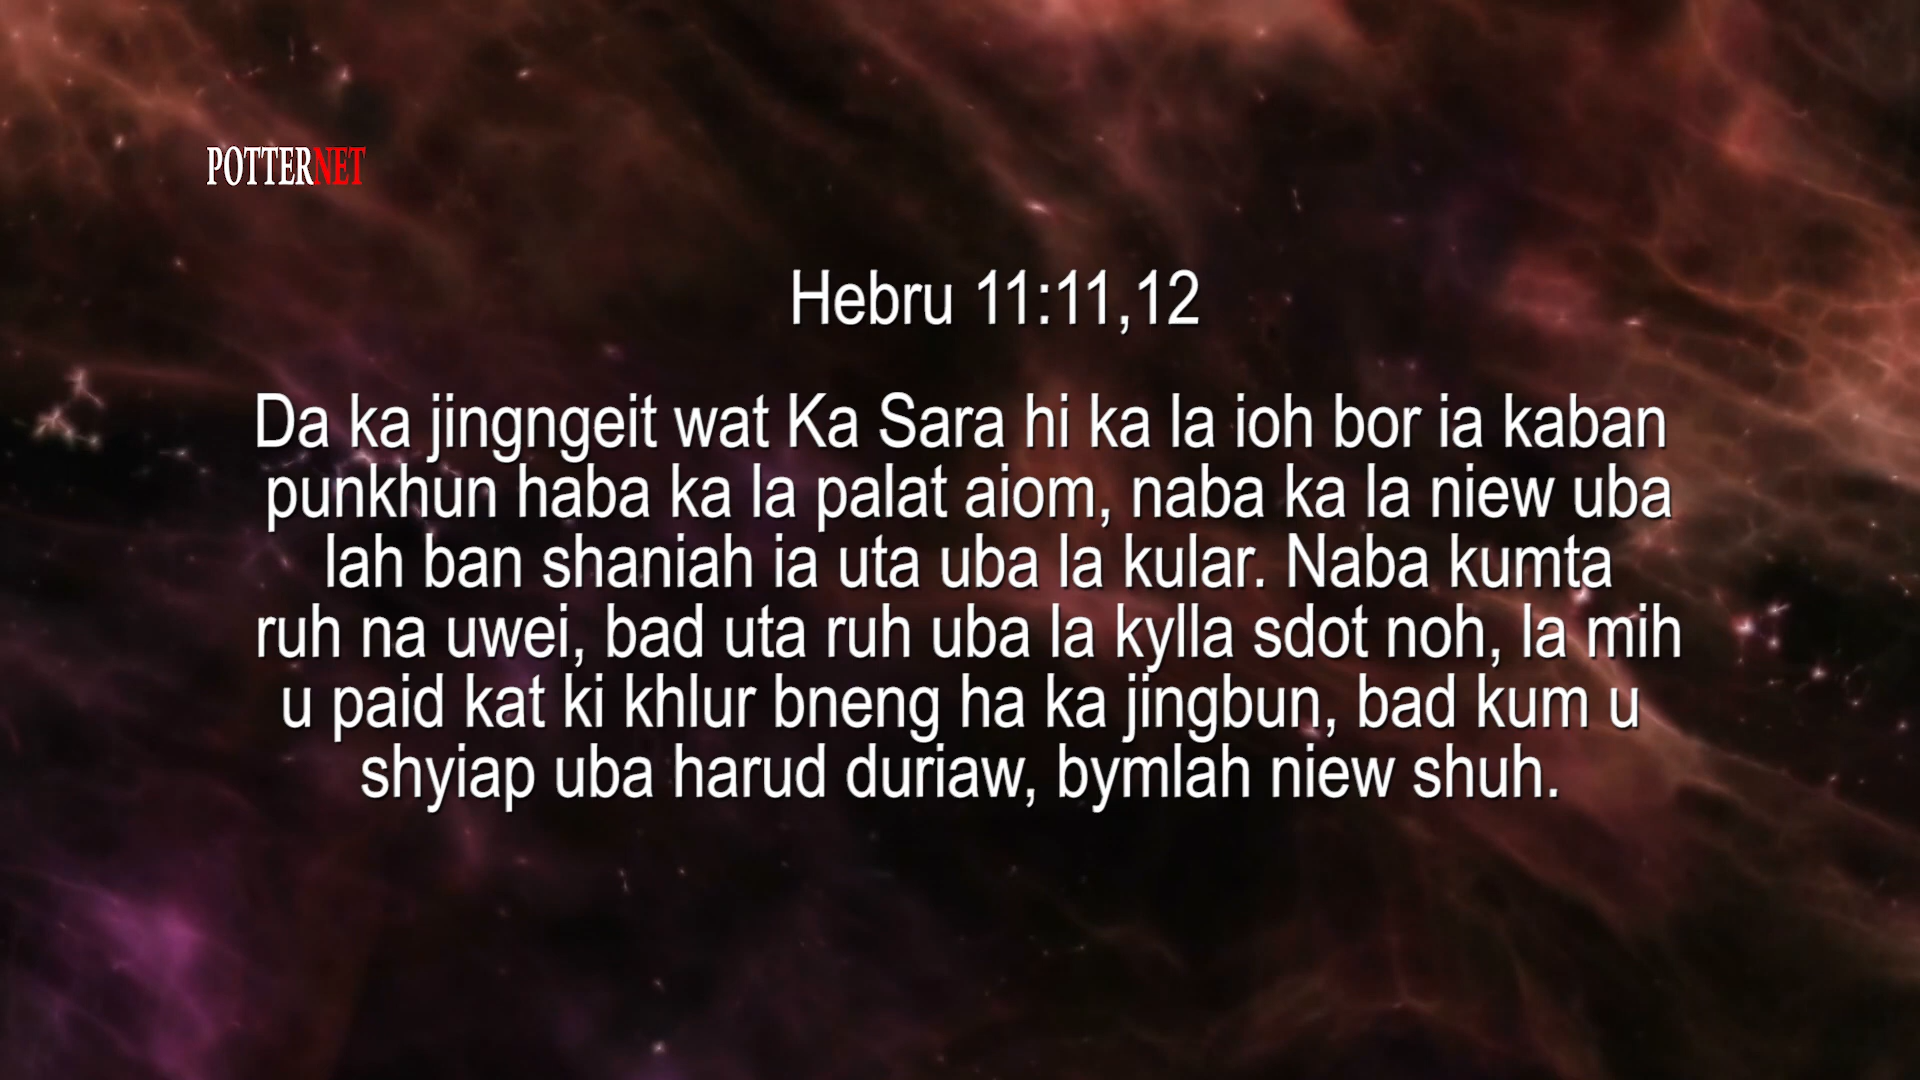 POTTERNET
Hebru 11:11,12
Da ka jingngeit wat Ka Sara hi ka la ioh bor ia kaban
punkhun haba ka la palat aiom, naba ka la niew uba
lah ban shaniah ia uta uba la kular. Naba kumta
ruh na uwei, bad uta ruh uba la kylla sdot noh, la mih
u paid kat ki khlur bneng ha ka jingbun, bad kum u
shyiap uba harud duriaw, bymlah niew shuh.